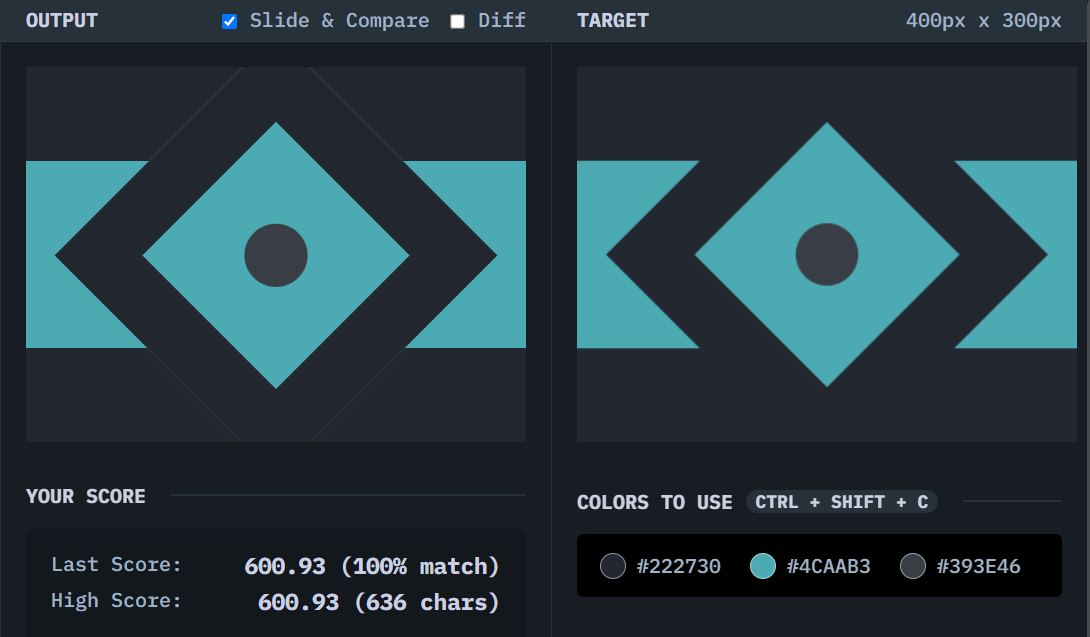 OUTPUT Slide & Compare Diff
TARGET 400px x 300px
YOUR SCORE
Last Score: 600.93 (100% match)
High Score: 600.93 (636 chars)
COLORS TO USE CTRL + SHIFT + C
#222730 #4CAAB3 #393E46